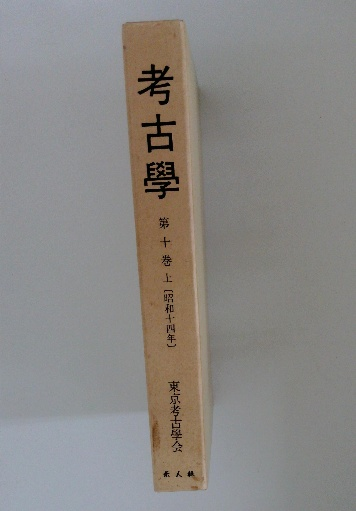 考古學
第十巻上〔昭和十四年〕
東京考古學会